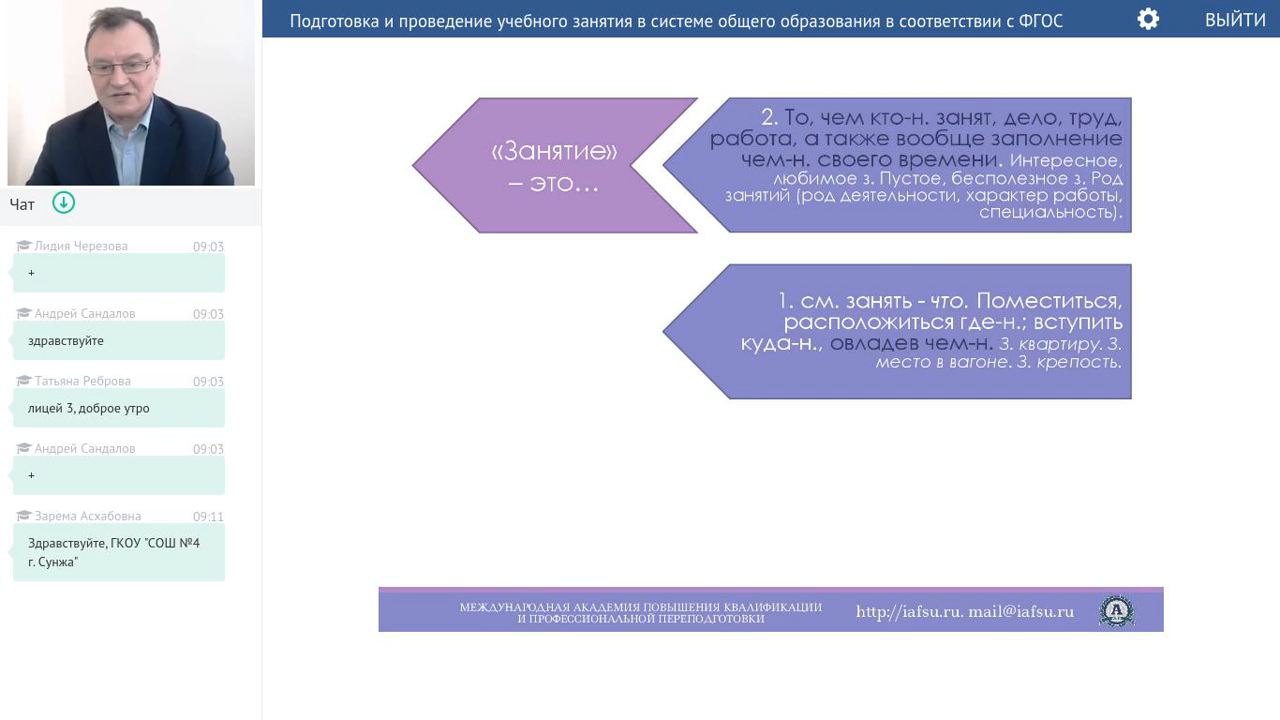 Подготовка и проведение учебного занятия в системе общего образования в соответствии с ФГОС
ВЫЙТИ
Чат
Лидия Черезова 09:03
+
Андрей Сандалов 09:03
здравствуйте
Татьяна Реброва 09:03
лицей 3, доброе утро
Андрей Сандалов 09:03
+
Зарема Асхабовна 09:11
Здравствуйте, ГКОУ "СОШ №4
г. Сунжа"
«Занятие»
– это…
2. То, чем кто-н. занят, дело, труд,
работа, а также вообще заполнение
чем-н. своего времени. Интересное,
любимое з. Пустое, бесполезное з. Род
занятий (род деятельности, характер работы,
специальность).
1. см. занять - что. Поместиться,
расположиться где-н.; вступить
куда-н., овладев чем-н. З. квартиру. З.
место в вагоне. З. крепость.
МЕЖДУНАРОДНАЯ АКАДЕМИЯ ПОВЫШЕНИЯ КВАЛИФИКАЦИИ
И ПРОФЕССИОНАЛЬНОЙ ПЕРЕПОДГОТОВКИ
http://iafsu.ru. mail@iafsu.ru